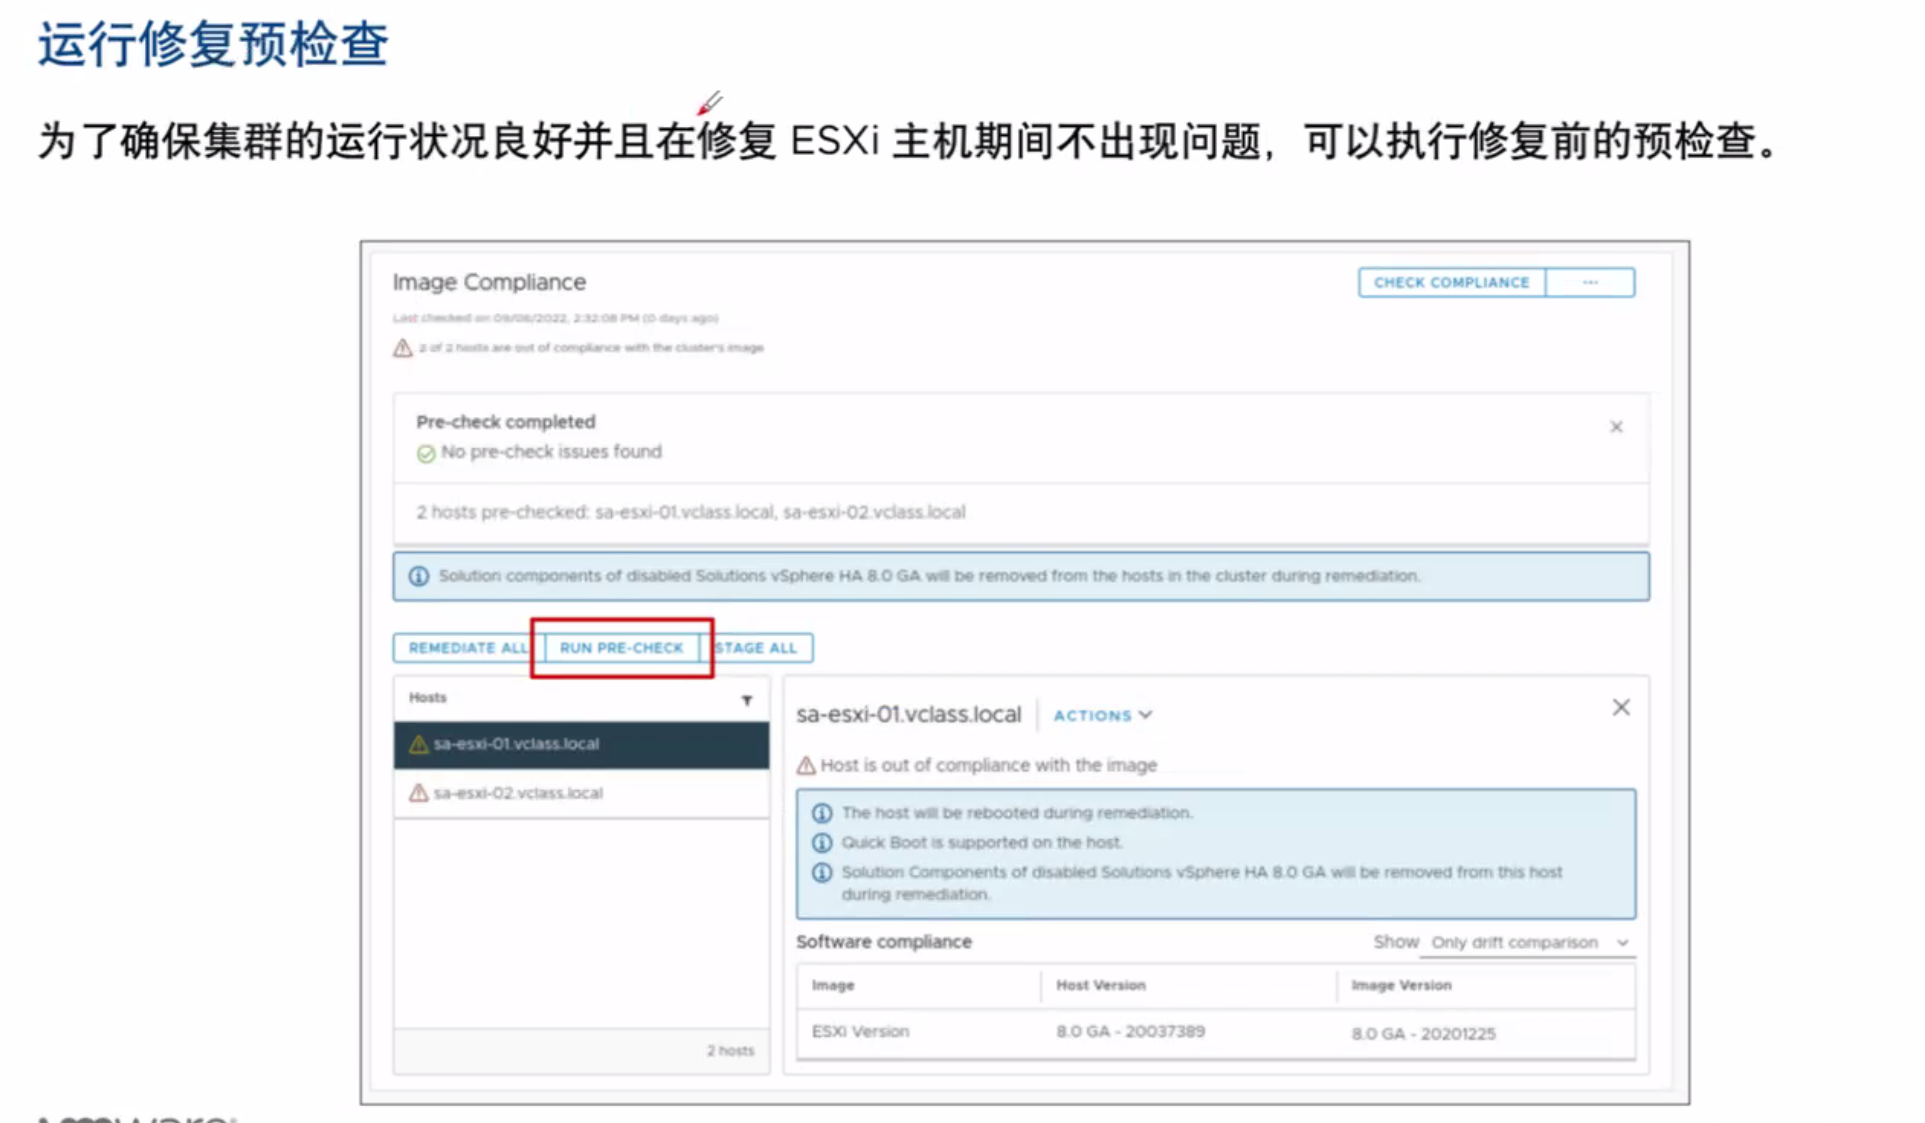 运行修复预检查
为了确保集群的运行状况良好并且在修复 ESXi 主机期间不出现问题，可以执行修复前的预检查。
Image Compliance
CHECK COMPLIANCE ...
Last checked on 09/08/2022, 2:32:08 PM (0 days ago)
2 of 2 hosts are out of compliance with the cluster's image
Pre-check completed
No pre-check issues found
2 hosts pre-checked: sa-esxi-01.vclass.local, sa-esxi-02.vclass.local
Solution components of disabled Solutions vSphere HA 8.0 GA will be removed from the hosts in the cluster during remediation.
REMEDIATE ALL RUN PRE-CHECK STAGE ALL
Hosts
sa-esxi-01.vclass.local
sa-esxi-02.vclass.local
2 hosts
sa-esxi-01.vclass.local ACTIONS
Host is out of compliance with the image
The host will be rebooted during remediation.
Quick Boot is supported on the host.
Solution Components of disabled Solutions vSphere HA 8.0 GA will be removed from this host
during remediation.
Software compliance Show Only drift comparison
Image Host Version Image Version
ESXi Version 8.0 GA - 20037389 8.0 GA - 20201225